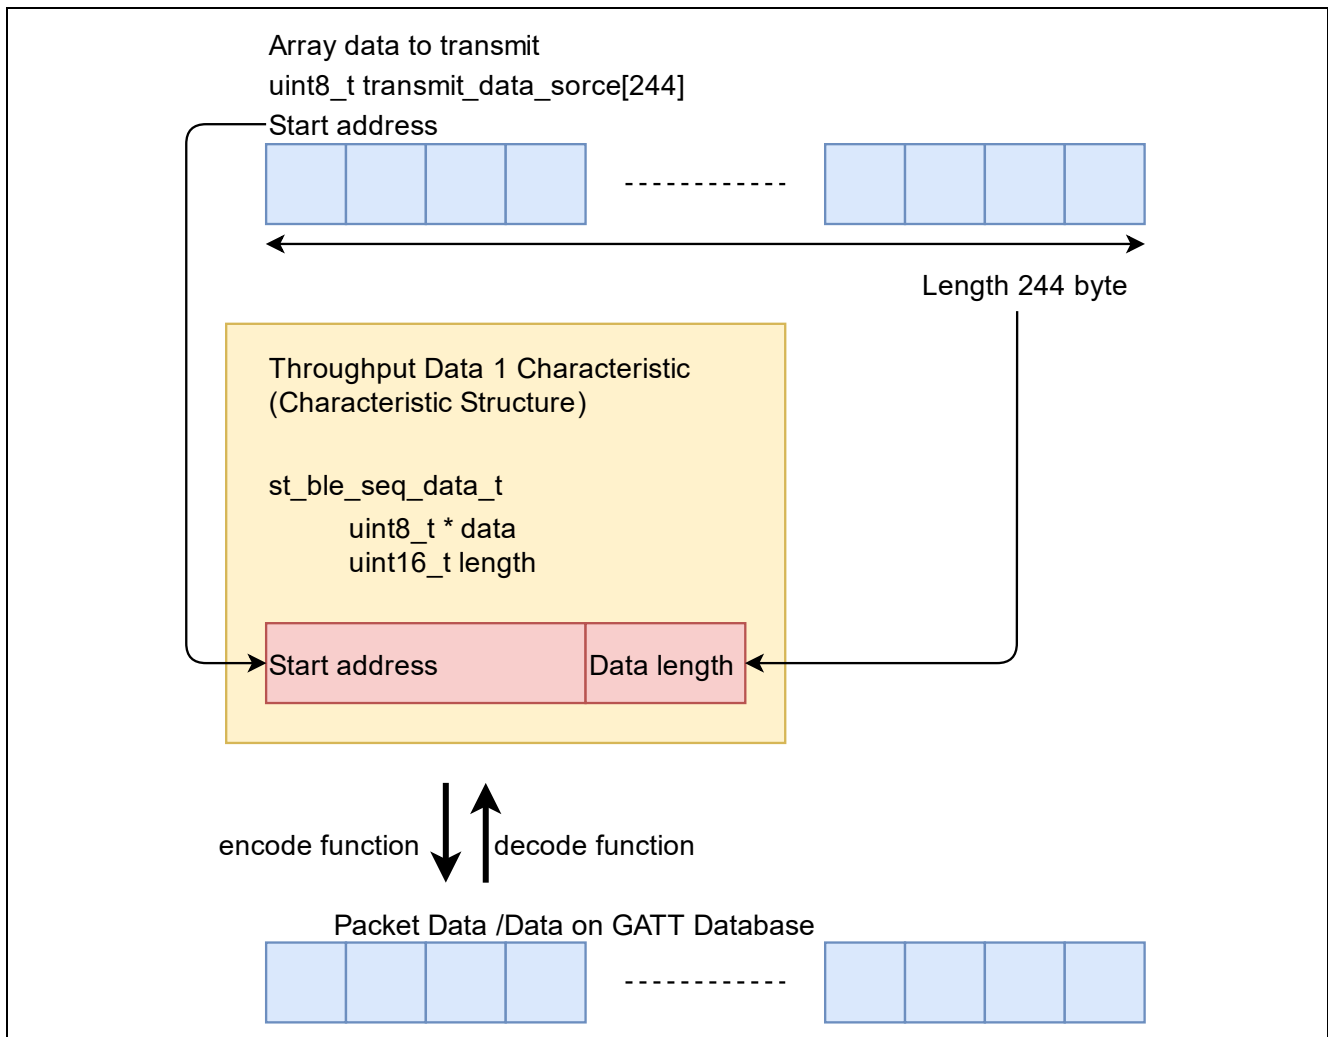 Array data to transmit
uint8_t transmit_data_sorce[244]
Start address
Length 244 byte
Throughput Data 1 Characteristic
(Characteristic Structure)
st_ble_seq_data_t
uint8_t * data
uint16_t length
Start address
Data length
encode function
decode function
Packet Data /Data on GATT Database